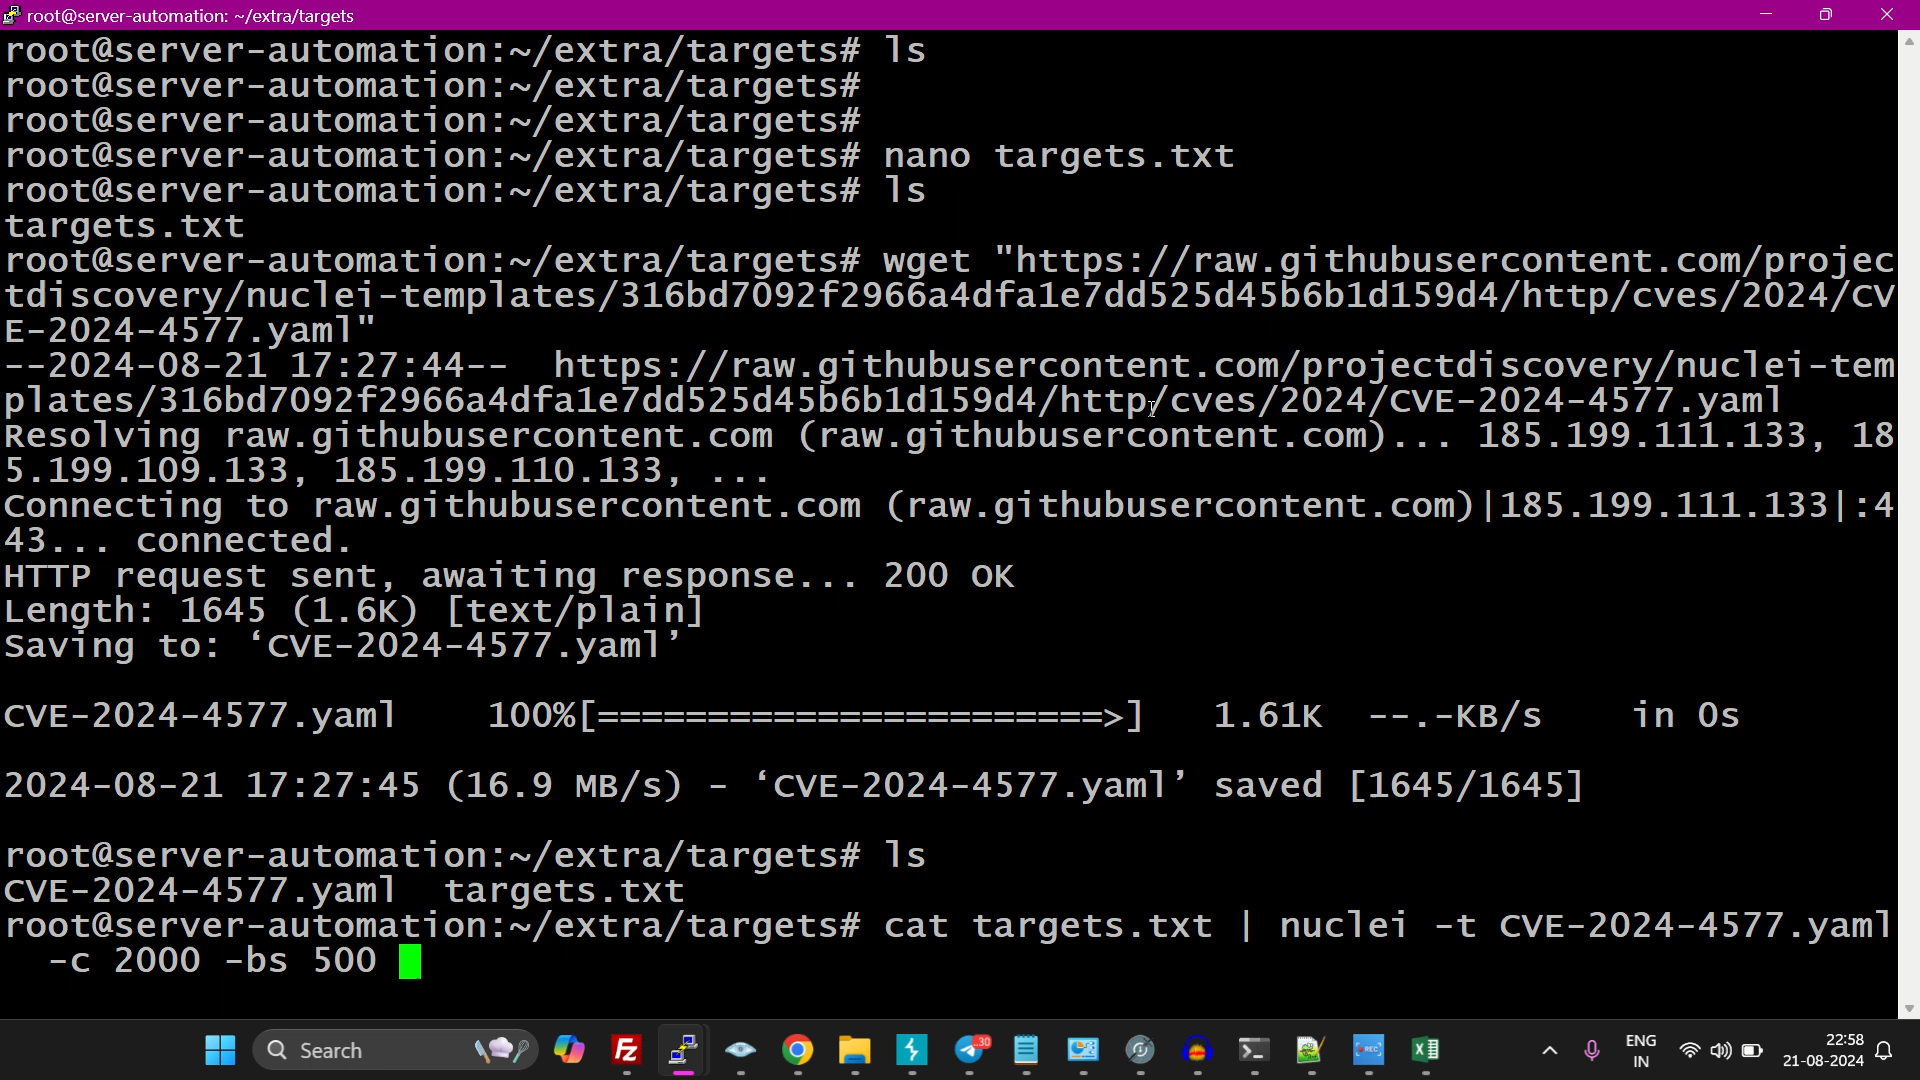 root@server-automation: ~/extra/targets
root@server-automation:~/extra/targets# ls
root@server-automation:~/extra/targets#
root@server-automation:~/extra/targets#
root@server-automation:~/extra/targets# nano targets.txt
root@server-automation:~/extra/targets# ls
targets.txt
root@server-automation:~/extra/targets# wget "https://raw.githubusercontent.com/projec
tdiscovery/nuclei-templates/316bd7092f2966a4dfa1e7dd525d45b6b1d159d4/http/cves/2024/CV
E-2024-4577.yaml"
--2024-08-21 17:27:44--  https://raw.githubusercontent.com/projectdiscovery/nuclei-tem
plates/316bd7092f2966a4dfa1e7dd525d45b6b1d159d4/http/cves/2024/CVE-2024-4577.yaml
Resolving raw.githubusercontent.com (raw.githubusercontent.com)... 185.199.111.133, 18
5.199.109.133, 185.199.110.133, ...
Connecting to raw.githubusercontent.com (raw.githubusercontent.com)|185.199.111.133|:4
43... connected.
HTTP request sent, awaiting response... 200 OK
Length: 1645 (1.6K) [text/plain]
Saving to: ‘CVE-2024-4577.yaml’
CVE-2024-4577.yaml    100%[=======================>]   1.61K  --.-KB/s    in 0s
2024-08-21 17:27:45 (16.9 MB/s) - ‘CVE-2024-4577.yaml’ saved [1645/1645]
root@server-automation:~/extra/targets# ls
CVE-2024-4577.yaml  targets.txt
root@server-automation:~/extra/targets# cat targets.txt | nuclei -t CVE-2024-4577.yaml
-c 2000 -bs 500
Search
Fz
30
REC
ENG
IN
22:58
21-08-2024